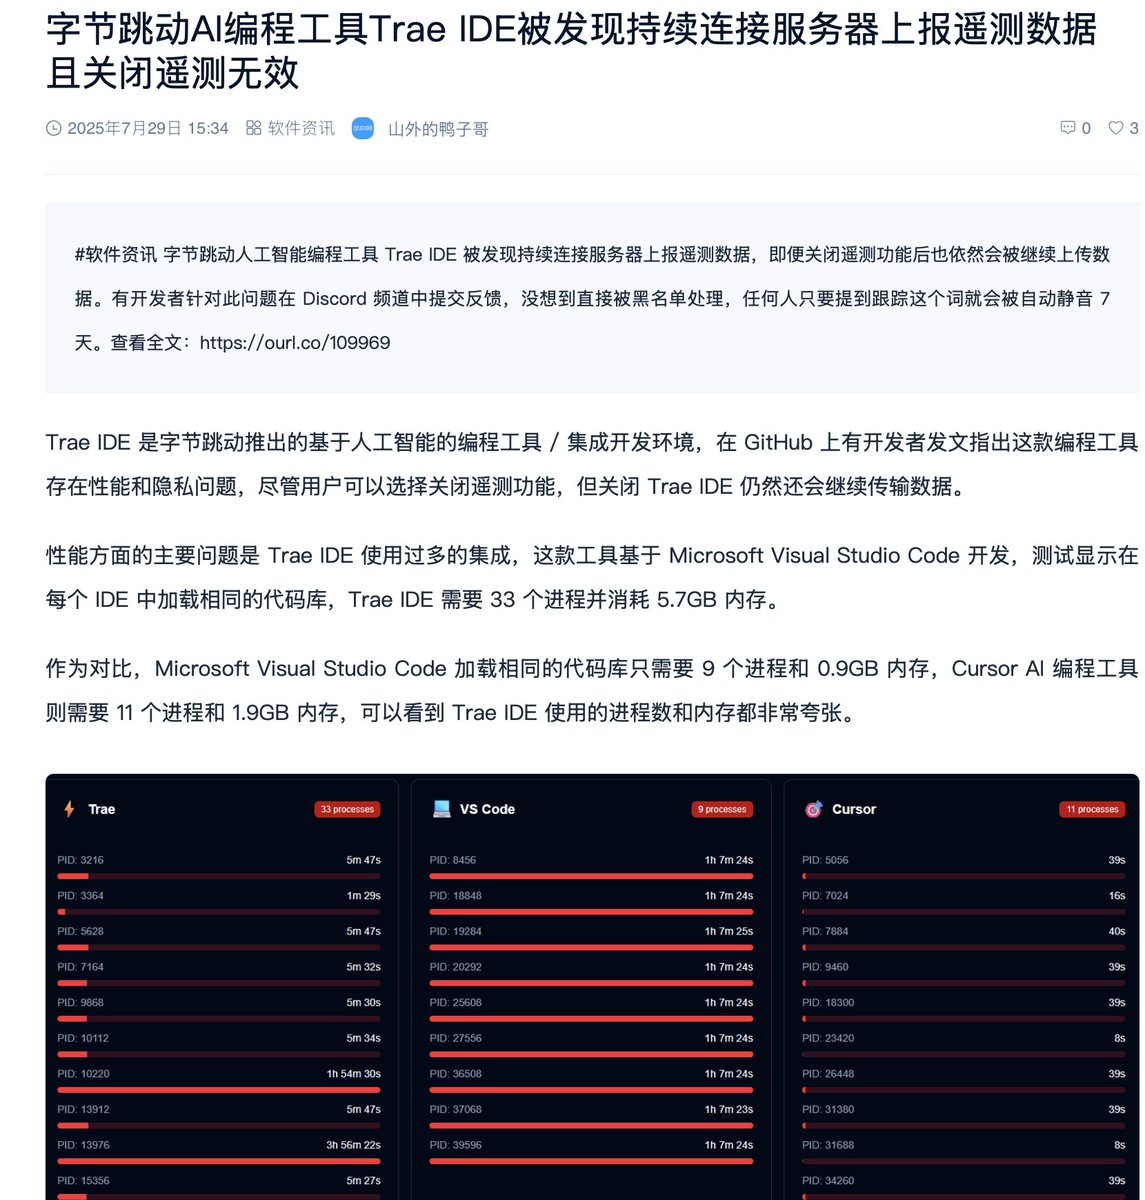 字节跳动AI编程工具Trae IDE被发现持续连接服务器上报遥测数据
且关闭遥测无效
2025年7月29日 15:34 软件资讯 山外的鸭子哥 0 3
#软件资讯 字节跳动人工智能编程工具 Trae IDE 被发现持续连接服务器上报遥测数据，即便关闭遥测功能后也依然会被继续上传数
据。有开发者针对此问题在 Discord 频道中提交反馈，没想到直接被黑名单处理，任何人只要提到跟踪这个词就会被自动静音 7
天。查看全文：https://ourl.co/109969
Trae IDE 是字节跳动推出的基于人工智能的编程工具 / 集成开发环境，在 GitHub 上有开发者发文指出这款编程工具
存在性能和隐私问题，尽管用户可以选择关闭遥测功能，但关闭 Trae IDE 仍然还会继续传输数据。
性能方面的主要问题是 Trae IDE 使用过多的集成，这款工具基于 Microsoft Visual Studio Code 开发，测试显示在
每个 IDE 中加载相同的代码库，Trae IDE 需要 33 个进程并消耗 5.7GB 内存。
作为对比，Microsoft Visual Studio Code 加载相同的代码库只需要 9 个进程和 0.9GB 内存，Cursor AI 编程工具
则需要 11 个进程和 1.9GB 内存，可以看到 Trae IDE 使用的进程数和内存都非常夸张。
Trae 33 processes
PID: 3216 5m 47s
PID: 3364 1m 29s
PID: 5628 5m 47s
PID: 7164 5m 32s
PID: 9868 5m 30s
PID: 10112 5m 34s
PID: 10220 1h 54m 30s
PID: 13912 5m 47s
PID: 13976 3h 56m 22s
PID: 15356 5m 27s
VS Code 9 processes
PID: 8456 1h 7m 24s
PID: 18848 1h 7m 24s
PID: 19284 1h 7m 25s
PID: 20292 1h 7m 24s
PID: 25608 1h 7m 24s
PID: 27556 1h 7m 24s
PID: 36508 1h 7m 24s
PID: 37068 1h 7m 23s
PID: 39596 1h 7m 24s
Cursor 11 processes
PID: 5056 39s
PID: 7024 16s
PID: 7884 40s
PID: 9460 39s
PID: 18300 39s
PID: 23420 8s
PID: 26448 39s
PID: 31380 39s
PID: 31688 8s
PID: 34260 39s